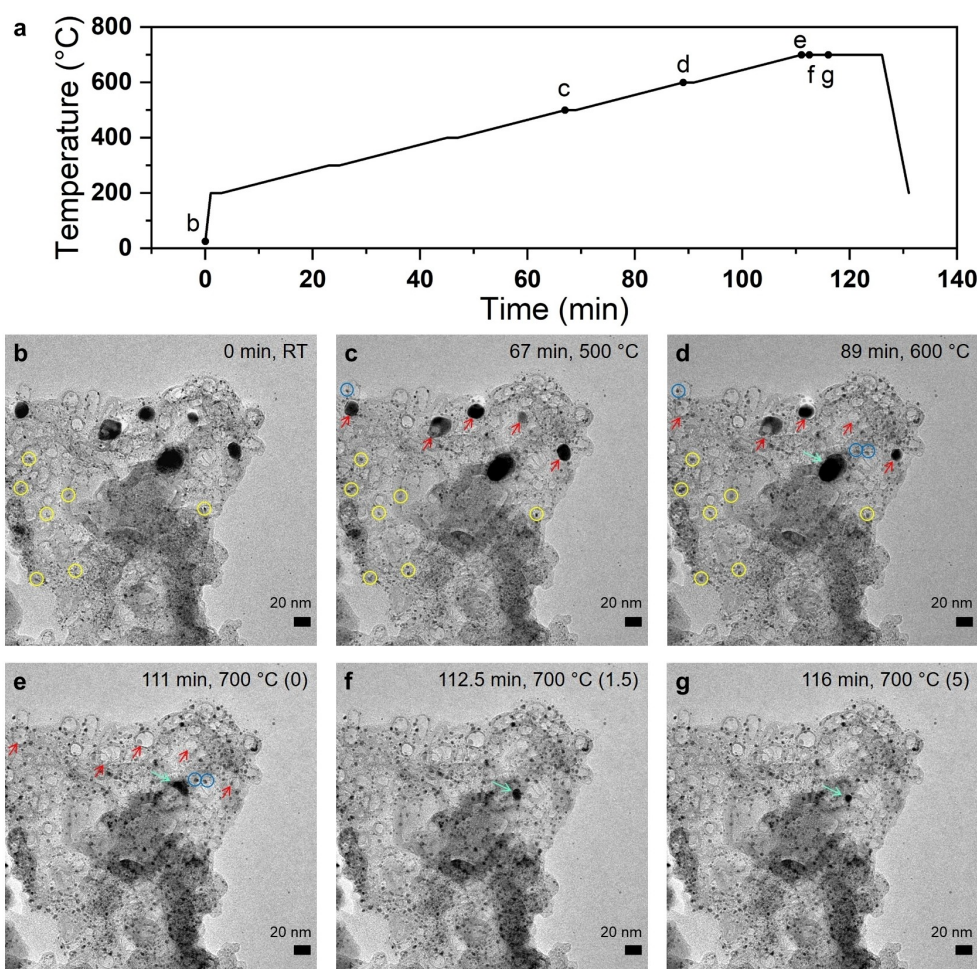 a
Temperature (°C)
800
600
400
200
0
b
c
d
e
f g
0 20 40 60 80 100 120 140
Time (min)
b 0 min, RT
20 nm
c 67 min, 500 °C
20 nm
d 89 min, 600 °C
20 nm
e 111 min, 700 °C (0)
20 nm
f 112.5 min, 700 °C (1.5)
20 nm
g 116 min, 700 °C (5)
20 nm